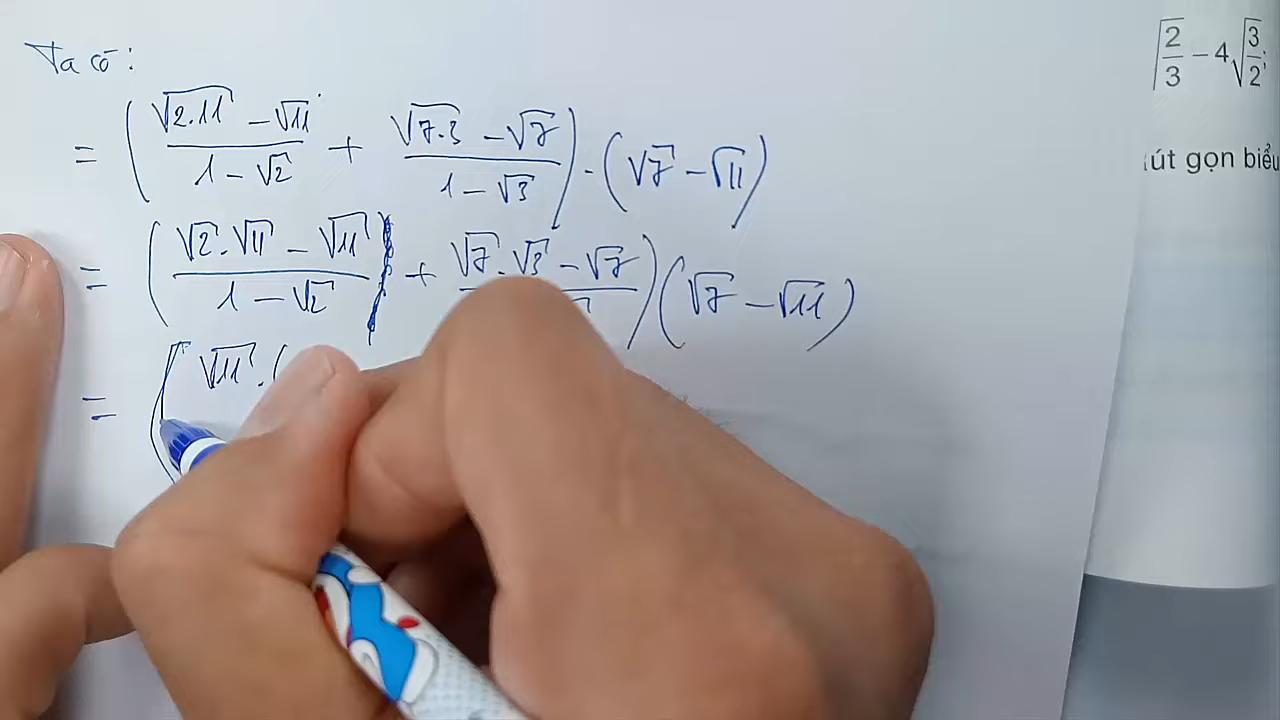 Ta có:
= ( (√2.11 - √11) / (1 - √2) + (√7.3 - √7) / (1 - √3) ) . (√7 - √11)
= ( (√2.√11 - √11) / (1 - √2) + (√7.√3 - √7) / ) (√7 - √11)
= ( √11.(
√2/3 - 4√3/2;
út gọn biểu